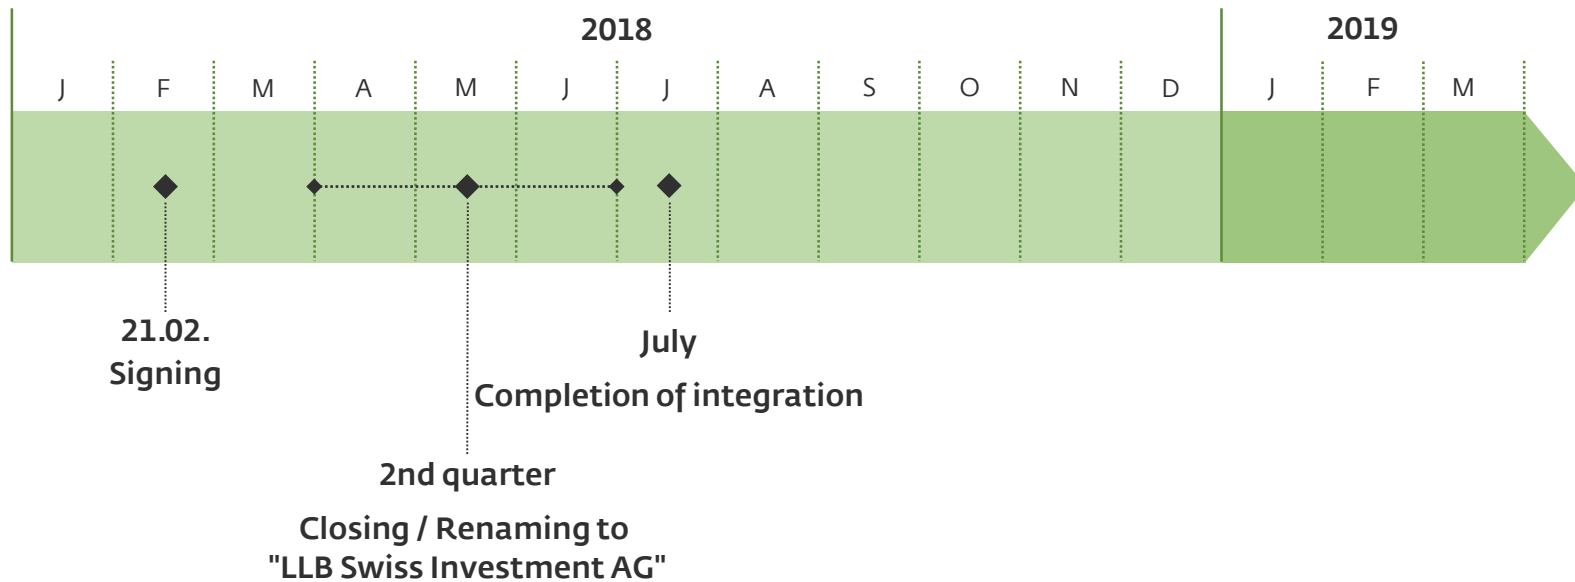 2018
2019
J F M A M J J A S O N D J F M
21.02.
Signing
July
Completion of integration
2nd quarter
Closing / Renaming to
"LLB Swiss Investment AG"